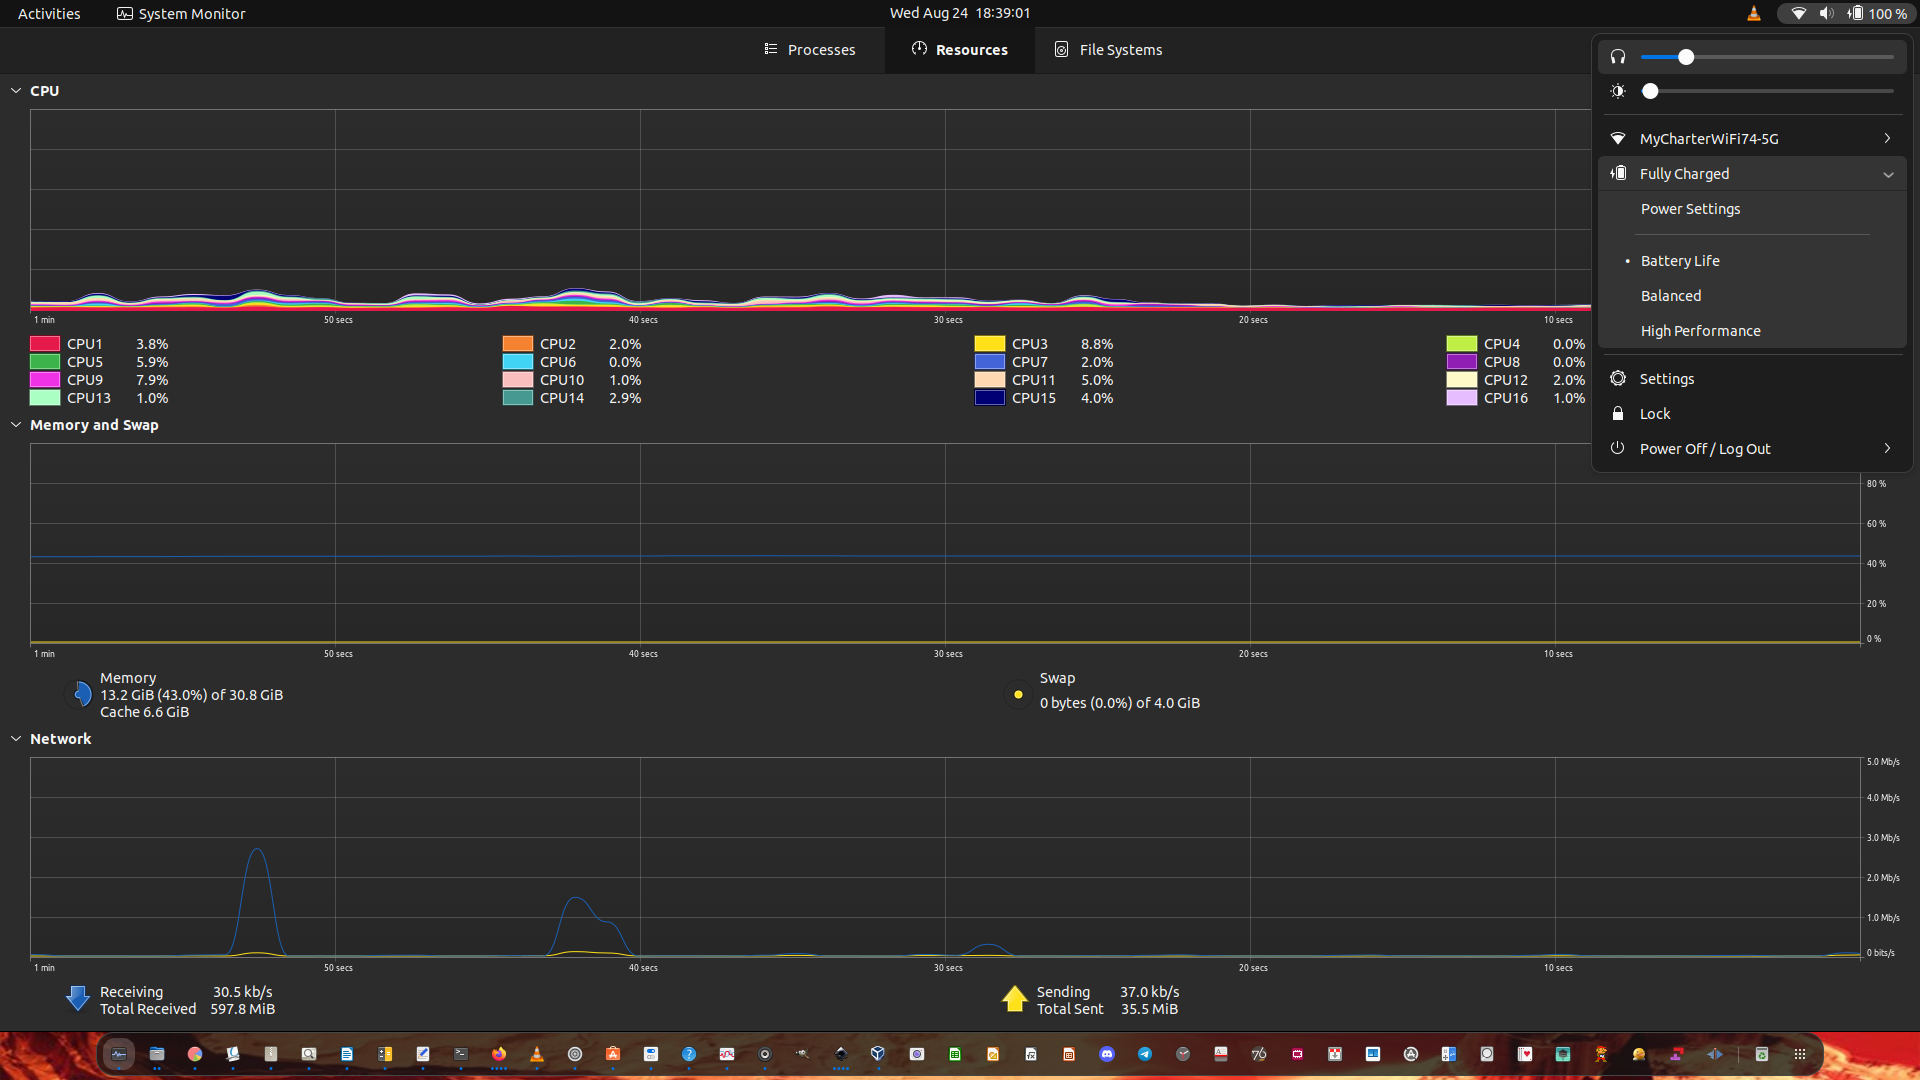 Activities
System Monitor
Wed Aug 24  18:39:01
100 %
Processes
Resources
File Systems
CPU
1 min
50 secs
40 secs
30 secs
20 secs
10 secs
CPU1 3.8%
CPU2 2.0%
CPU3 8.8%
CPU4 0.0%
CPU5 5.9%
CPU6 0.0%
CPU7 2.0%
CPU8 0.0%
CPU9 7.9%
CPU10 1.0%
CPU11 5.0%
CPU12 2.0%
CPU13 1.0%
CPU14 2.9%
CPU15 4.0%
CPU16 1.0%
MyCharterWiFi74-5G
Fully Charged
Power Settings
Battery Life
Balanced
High Performance
Settings
Lock
Power Off / Log Out
Memory and Swap
80 %
60 %
40 %
20 %
0 %
1 min
50 secs
40 secs
30 secs
20 secs
10 secs
Memory
13.2 GiB (43.0%) of 30.8 GiB
Cache 6.6 GiB
Swap
0 bytes (0.0%) of 4.0 GiB
Network
5.0 Mb/s
4.0 Mb/s
3.0 Mb/s
2.0 Mb/s
1.0 Mb/s
0 bits/s
1 min
50 secs
40 secs
30 secs
20 secs
10 secs
Receiving 30.5 kb/s
Total Received 597.8 MiB
Sending 37.0 kb/s
Total Sent 35.5 MiB
76